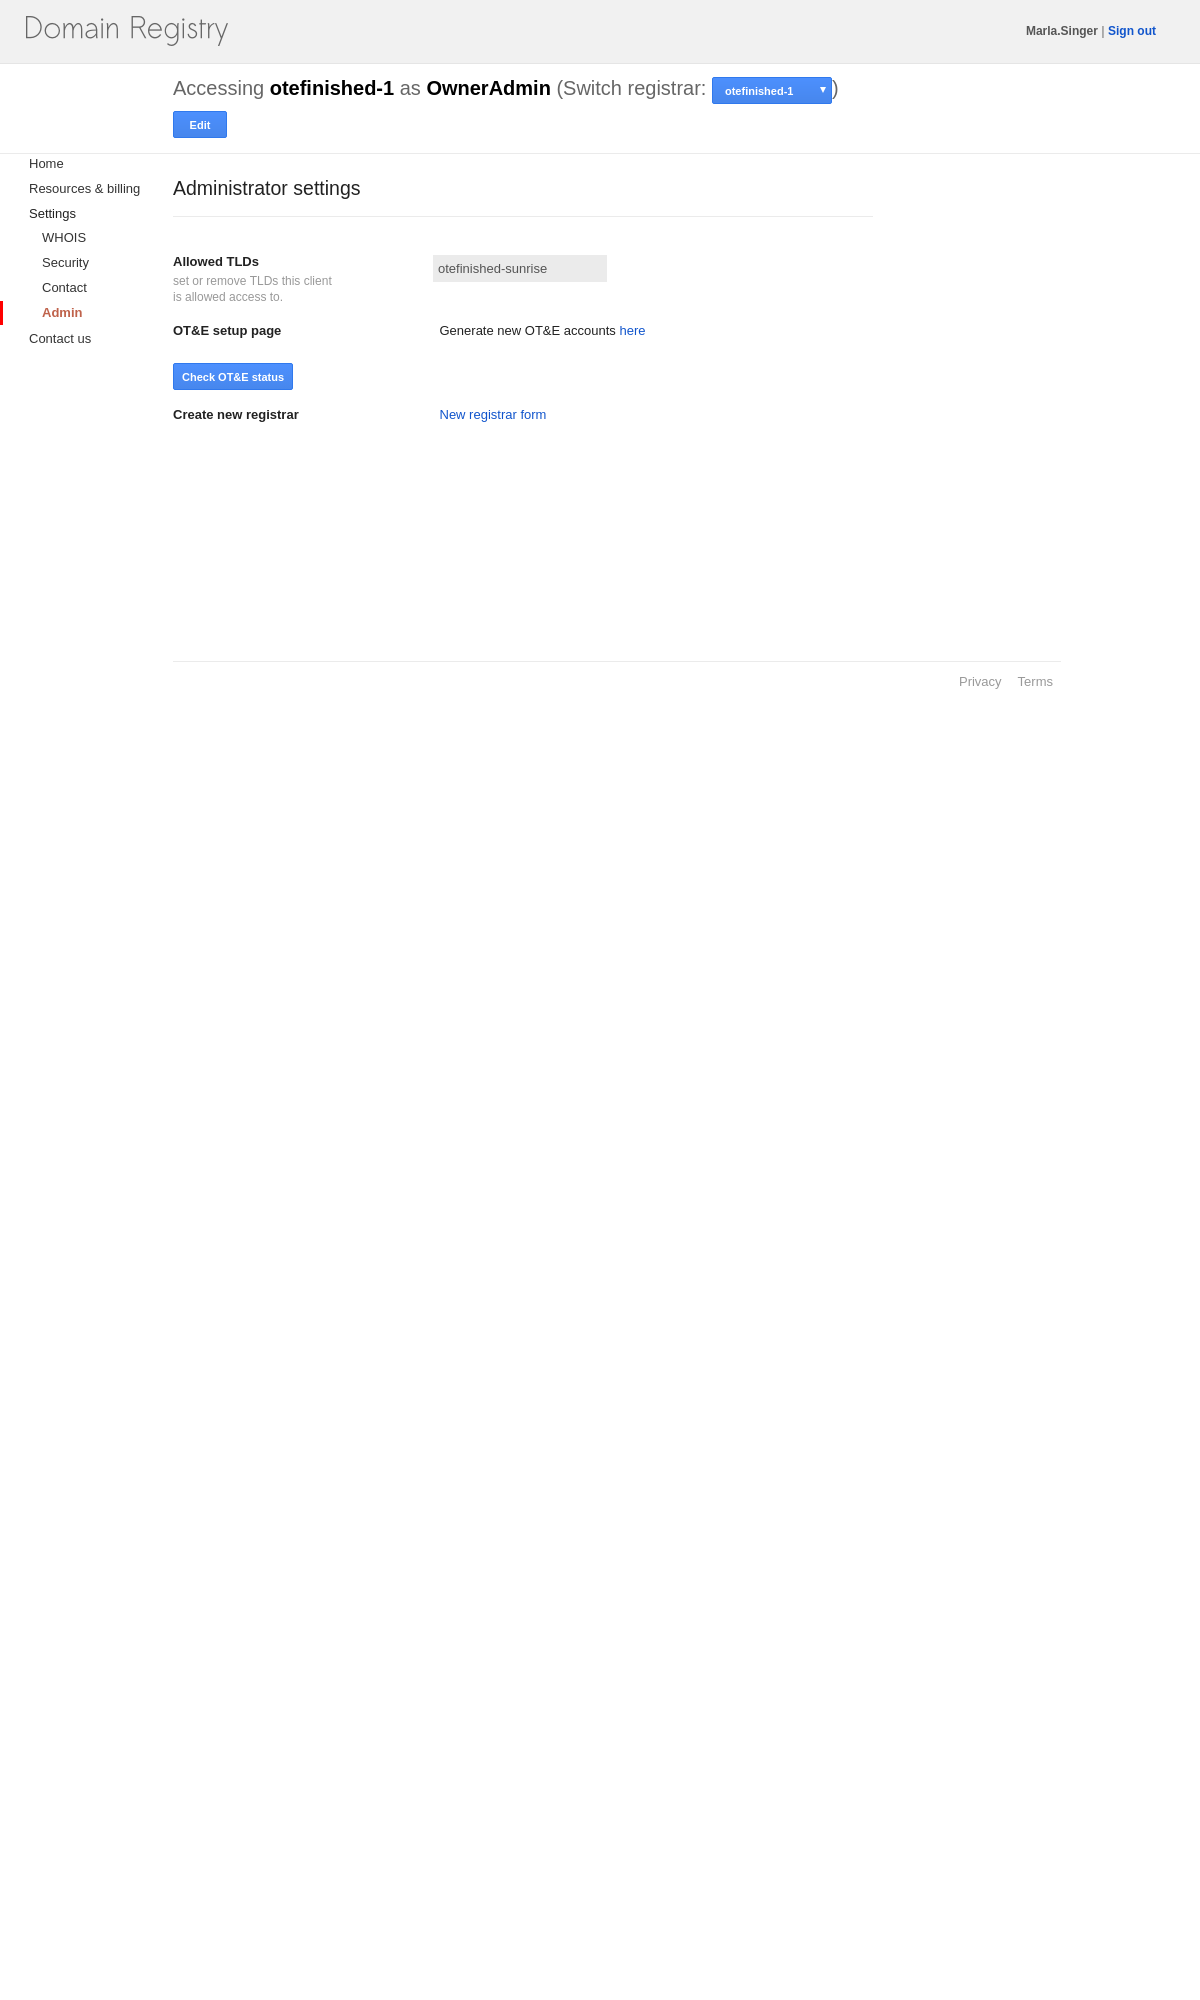 Domain Registry
Marla.Singer | Sign out
Accessing otefinished-1 as OwnerAdmin (Switch registrar: otefinished-1 ▼)
Edit
Home
Resources & billing
Settings
WHOIS
Security
Contact
Admin
Contact us
Administrator settings
Allowed TLDs
set or remove TLDs this client
is allowed access to.
otefinished-sunrise
OT&E setup page
Generate new OT&E accounts here
Check OT&E status
Create new registrar
New registrar form
Privacy Terms